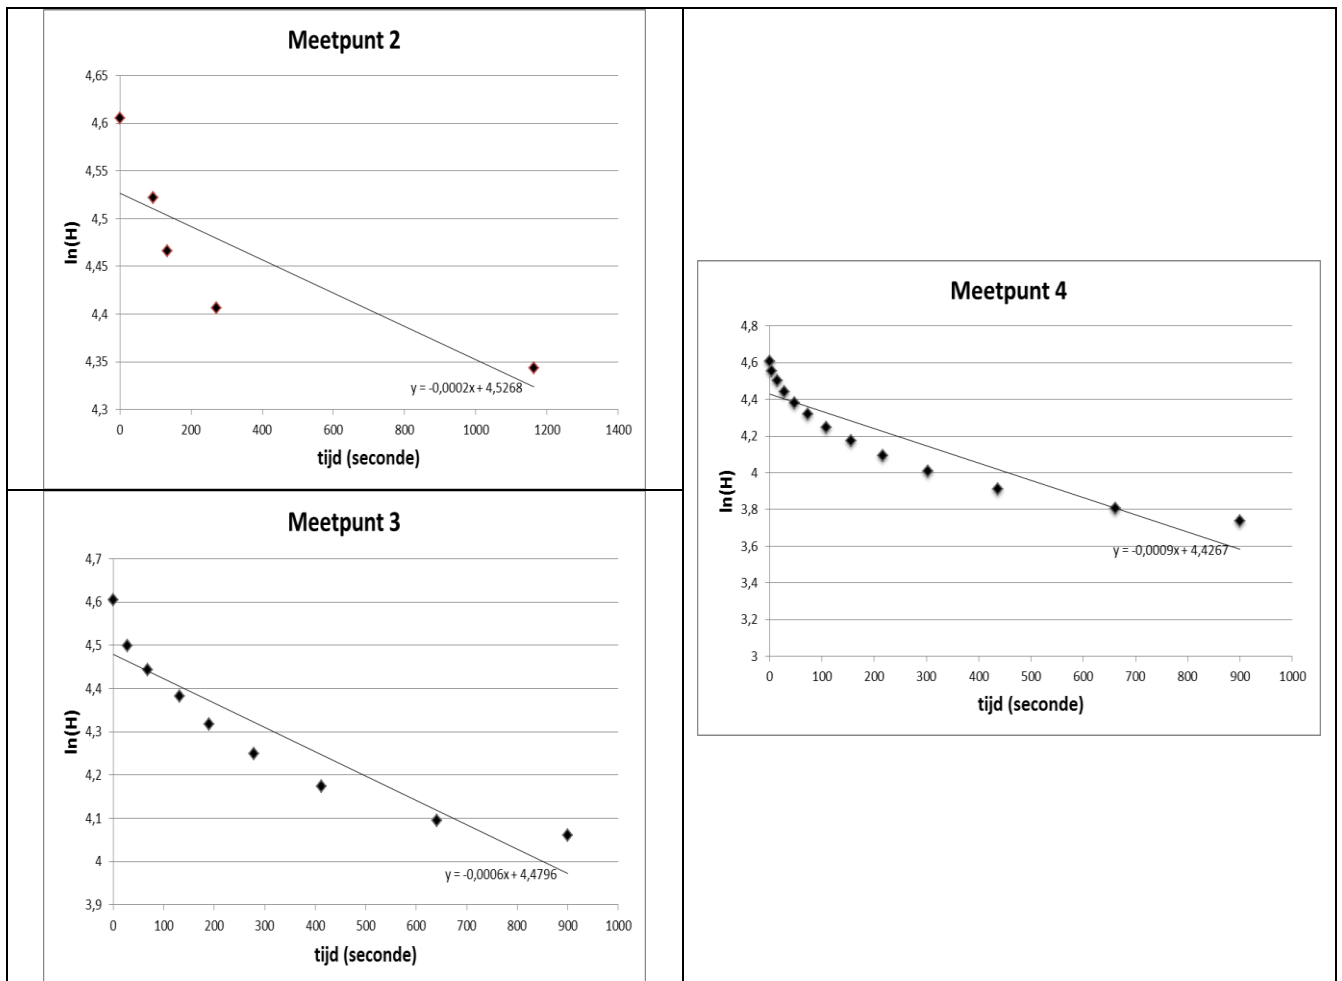 Meetpunt 2
4,65
4,6
4,55
4,5
4,45
4,4
4,35
4,3
ln(H)
y = -0,0002x + 4,5268
0 200 400 600 800 1000 1200 1400
tijd (seconde)
Meetpunt 3
4,7
4,6
4,5
4,4
4,3
4,2
4,1
4
3,9
ln(H)
y = -0,0006x + 4,4796
0 100 200 300 400 500 600 700 800 900 1000
tijd (seconde)
Meetpunt 4
4,8
4,6
4,4
4,2
4
3,8
3,6
3,4
3,2
3
ln(H)
y = -0,0009x + 4,4267
0 100 200 300 400 500 600 700 800 900 1000
tijd (seconde)